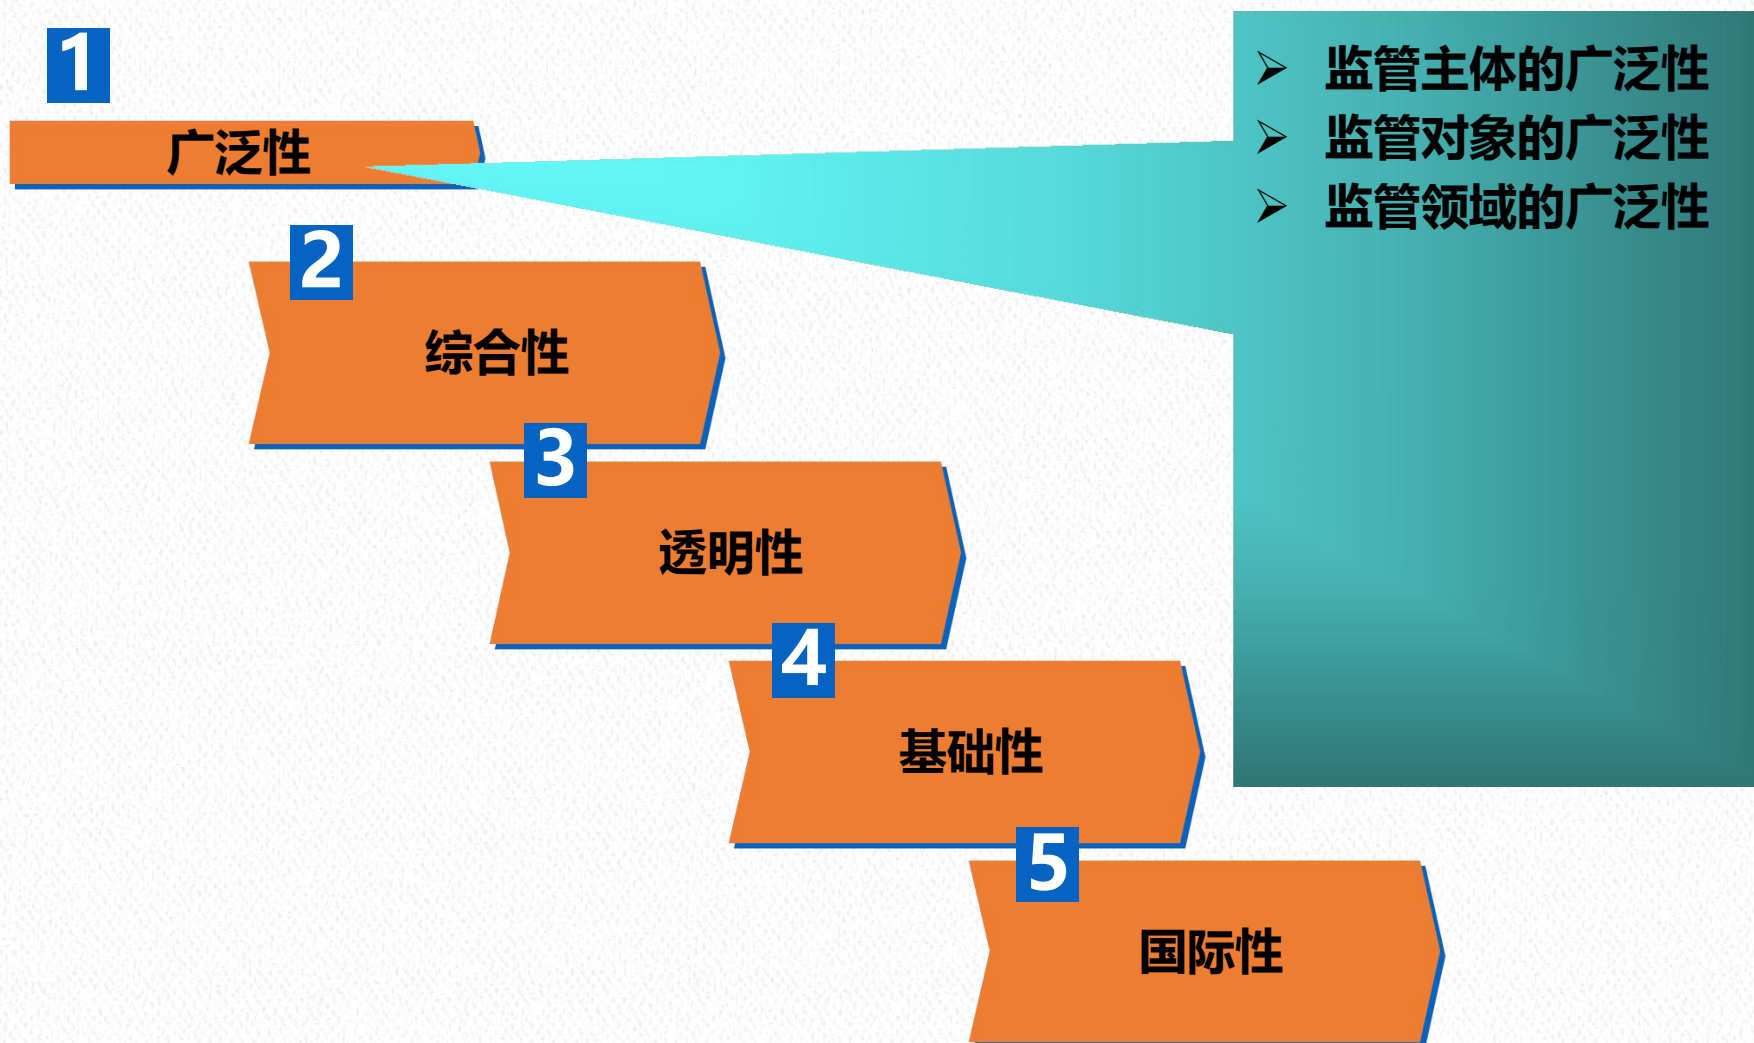 1
广泛性
➢ 监管主体的广泛性
➢ 监管对象的广泛性
➢ 监管领域的广泛性
2
综合性
3
透明性
4
基础性
5
国际性